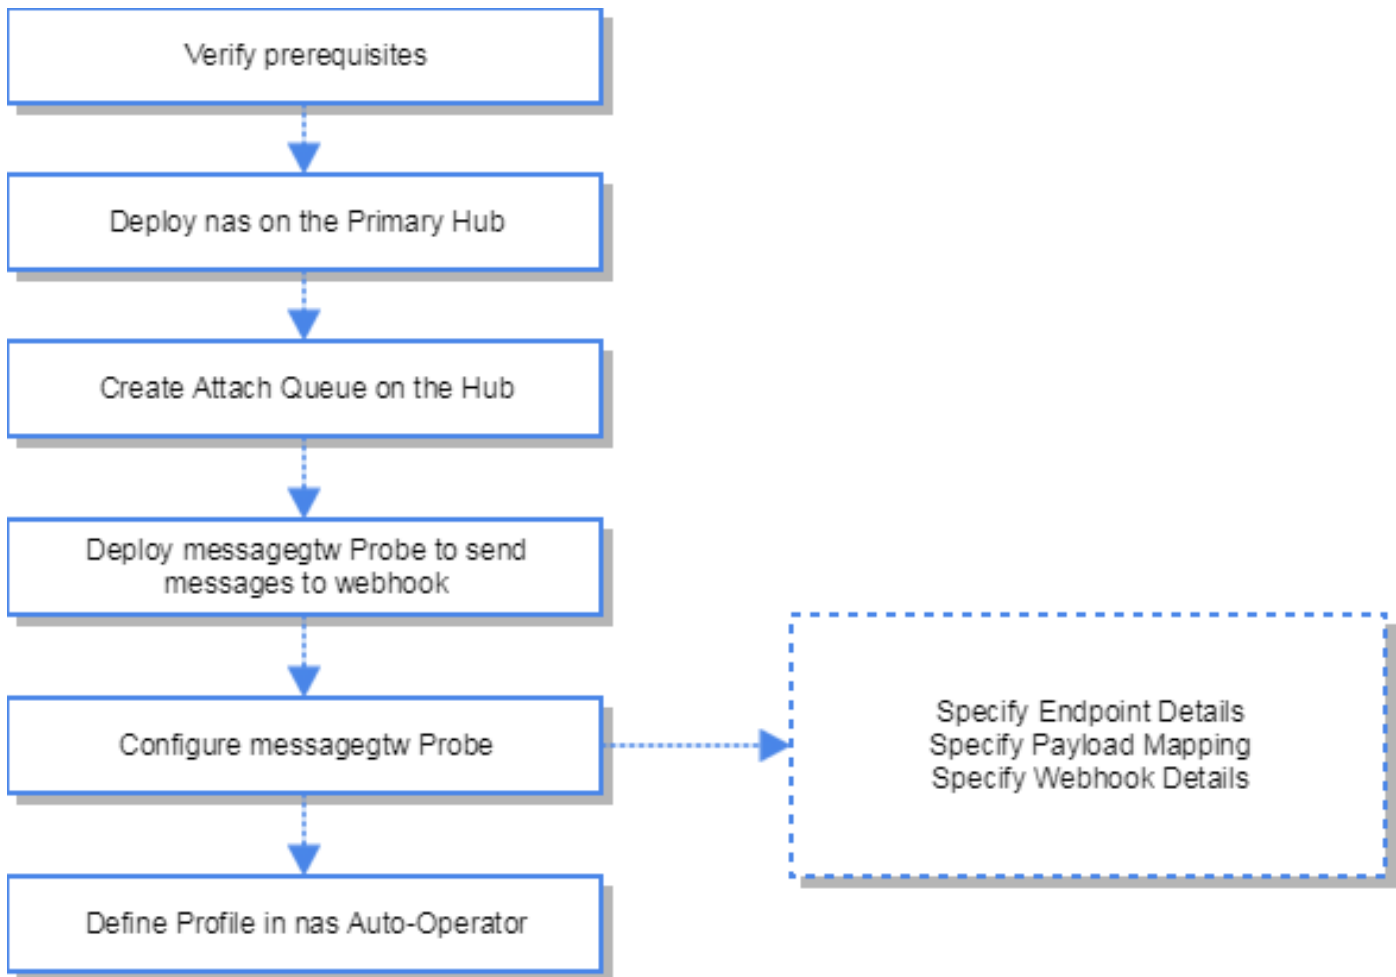 Verify prerequisites
Deploy nas on the Primary Hub
Create Attach Queue on the Hub
Deploy messagegtw Probe to send
messages to webhook
Configure messagegtw Probe
Specify Endpoint Details
Specify Payload Mapping
Specify Webhook Details
Define Profile in nas Auto-Operator